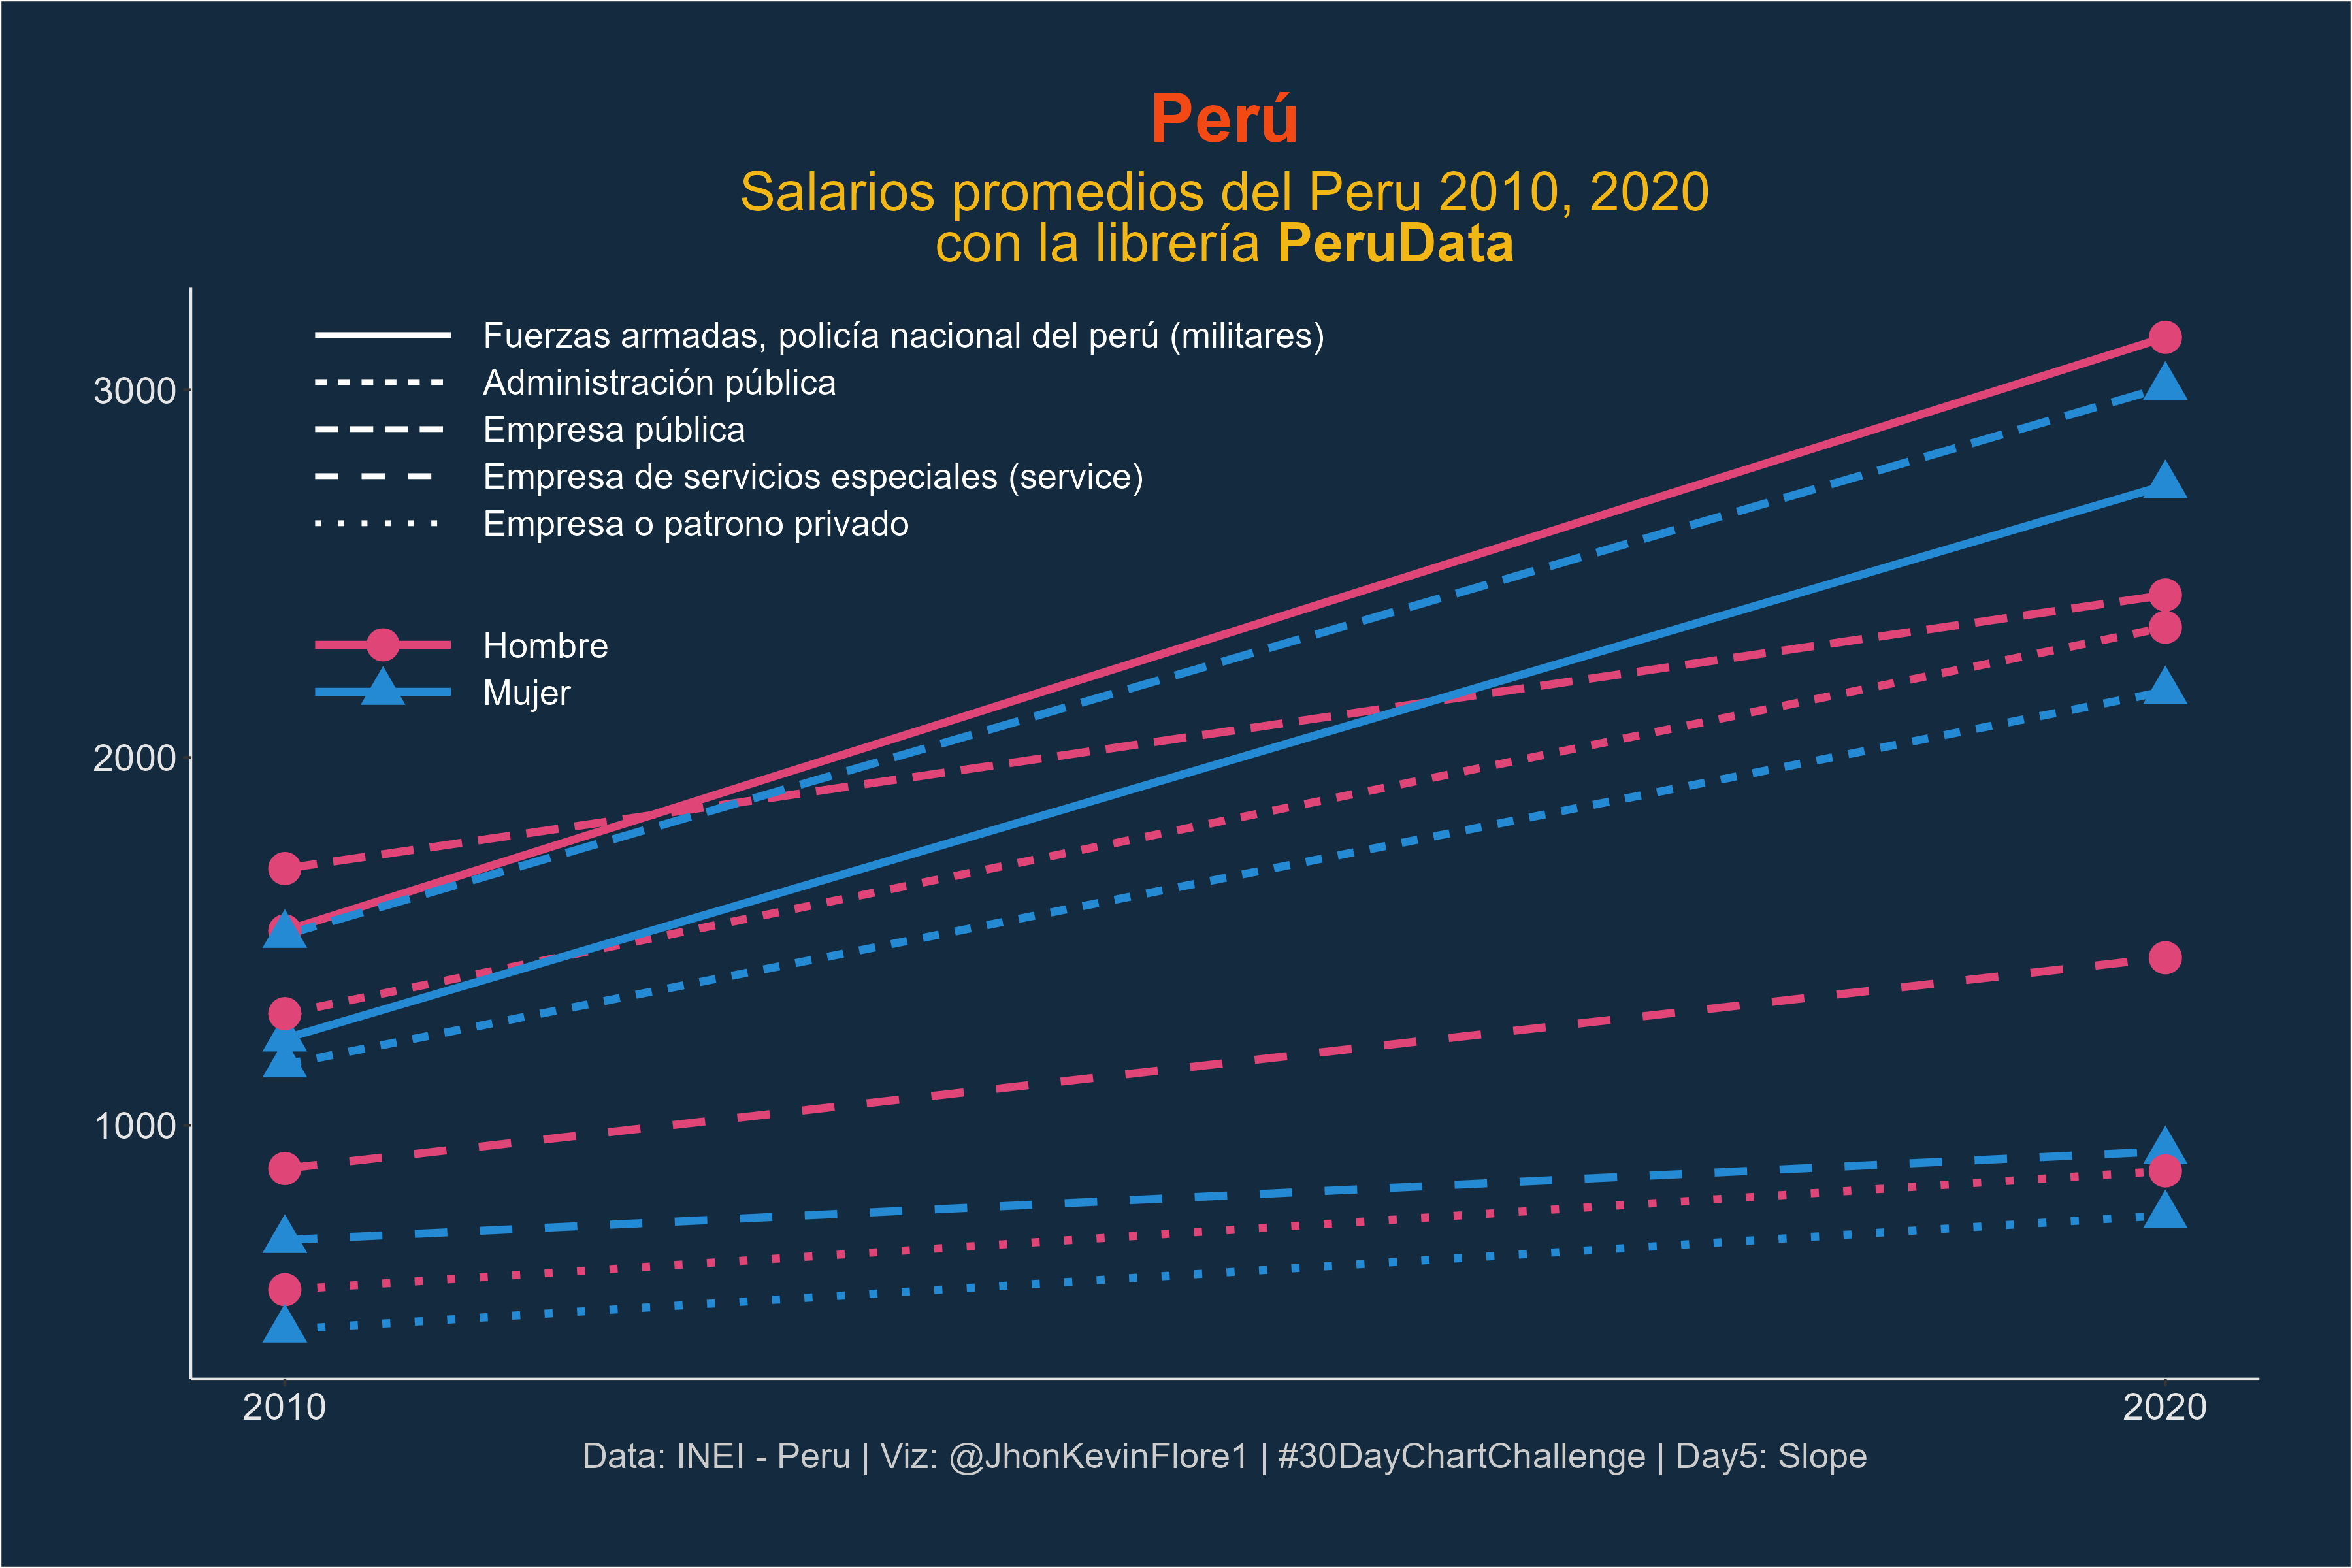 Perú
Salarios promedios del Peru 2010, 2020
con la librería PeruData
Fuerzas armadas, policía nacional del perú (militares)
Administración pública
Empresa pública
Empresa de servicios especiales (service)
Empresa o patrono privado
Hombre
Mujer
3000
2000
1000
2010
2020
Data: INEI - Peru | Viz: @JhonKevinFlore1 | #30DayChartChallenge | Day5: Slope